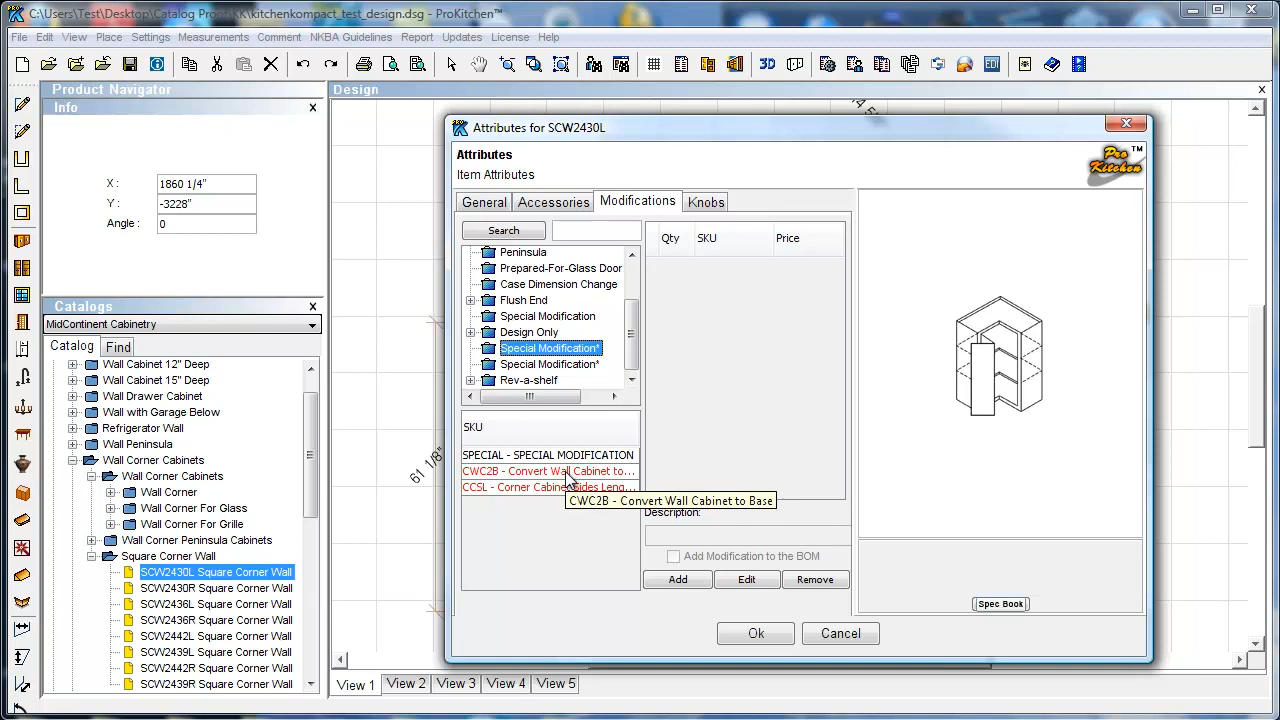 C:\Users\Test\Desktop\Catalog Proof\KK\kitchenkompact_test_design.dsg - ProKitchen™
File Edit View Place Settings Measurements Comment NKBA Guidelines Report Updates License Help
3D
EDI
Product Navigator
Info
X : 1860 1/4"
Y : -3228"
Angle : 0
Catalogs
MidContinent Cabinetry
Catalog Find
Wall Cabinet 12" Deep
Wall Cabinet 15" Deep
Wall Drawer Cabinet
Wall with Garage Below
Refrigerator Wall
Wall Peninsula
Wall Corner Cabinets
Wall Corner Cabinets
Wall Corner
Wall Corner For Glass
Wall Corner For Grille
Wall Corner Peninsula Cabinets
Square Corner Wall
SCW2430L Square Corner Wall
SCW2430R Square Corner Wall
SCW2436L Square Corner Wall
SCW2436R Square Corner Wall
SCW2442L Square Corner Wall
SCW2439L Square Corner Wall
SCW2442R Square Corner Wall
SCW2439R Square Corner Wall
Design
61 1/8"
View 1 View 2 View 3 View 4 View 5
Attributes for SCW2430L
Attributes
Item Attributes
Pro Kitchen™
General Accessories Modifications Knobs
Search
Peninsula
Prepared-For-Glass Door
Case Dimension Change
Flush End
Special Modification
Design Only
Special Modification*
Special Modification*
Rev-a-shelf
SKU
SPECIAL - SPECIAL MODIFICATION
CWC2B - Convert Wall Cabinet to...
CCSL - Corner Cabinet Sides Leng...
CWC2B - Convert Wall Cabinet to Base
Qty SKU Price
Description:
Add Modification to the BOM
Add Edit Remove
Spec Book
Ok Cancel